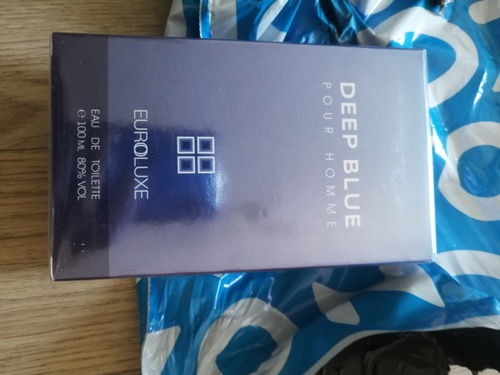 DEEP BLUE
POUR HOMME
EUROLUXE
EAU DE TOILETTE
e 100 ML 80% VOL